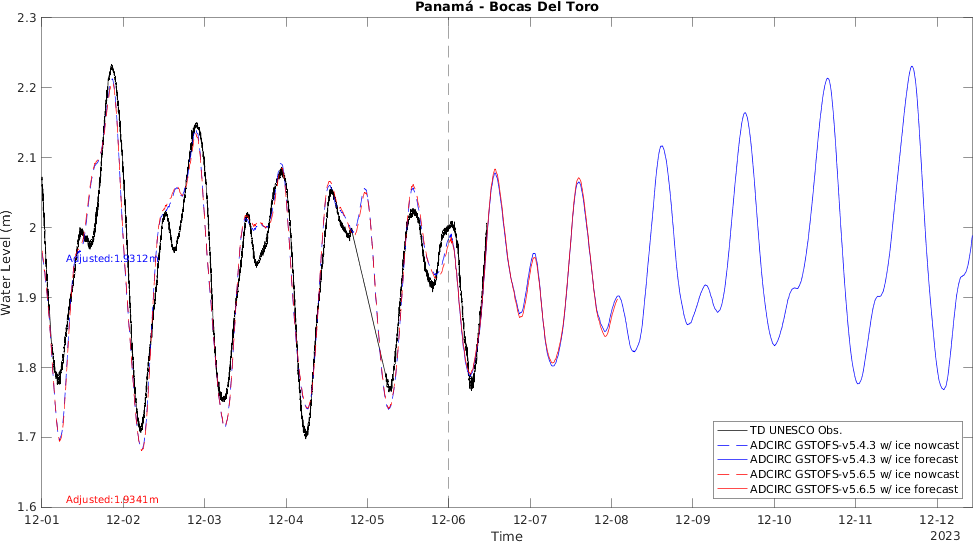 Panamá - Bocas Del Toro
2.3
2.2
2.1
2
1.9
1.8
1.7
1.6
Water Level (m)
Adjusted:1.9312m
Adjusted:1.9341m
TD UNESCO Obs.
ADCIRC GSTOFS-v5.4.3 w/ ice nowcast
ADCIRC GSTOFS-v5.4.3 w/ ice forecast
ADCIRC GSTOFS-v5.6.5 w/ ice nowcast
ADCIRC GSTOFS-v5.6.5 w/ ice forecast
12-01 12-02 12-03 12-04 12-05 12-06 12-07 12-08 12-09 12-10 12-11 12-12
Time
2023